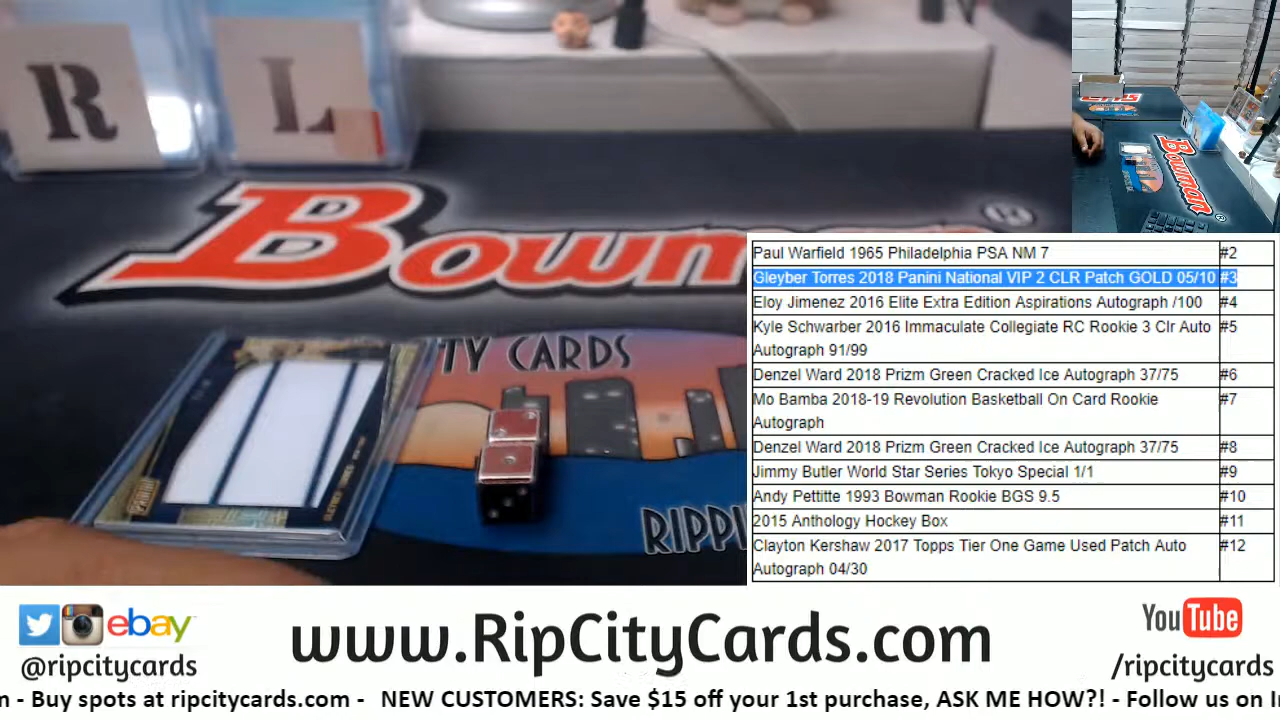 R L
Bowm
®
TY CARDS
RIPPI
Bowman
Paul Warfield 1965 Philadelphia PSA NM 7 #2
Gleyber Torres 2018 Panini National VIP 2 CLR Patch GOLD 05/10 #3
Eloy Jimenez 2016 Elite Extra Edition Aspirations Autograph /100 #4
Kyle Schwarber 2016 Immaculate Collegiate RC Rookie 3 Clr Auto #5
Autograph 91/99
Denzel Ward 2018 Prizm Green Cracked Ice Autograph 37/75 #6
Mo Bamba 2018-19 Revolution Basketball On Card Rookie #7
Autograph
Denzel Ward 2018 Prizm Green Cracked Ice Autograph 37/75 #8
Jimmy Butler World Star Series Tokyo Special 1/1 #9
Andy Pettitte 1993 Bowman Rookie BGS 9.5 #10
2015 Anthology Hockey Box #11
Clayton Kershaw 2017 Topps Tier One Game Used Patch Auto #12
Autograph 04/30
ebay
@ripcitycards
www.RipCityCards.com
YouTube
/ripcitycards
m - Buy spots at ripcitycards.com - NEW CUSTOMERS: Save $15 off your 1st purchase, ASK ME HOW?! - Follow us on I